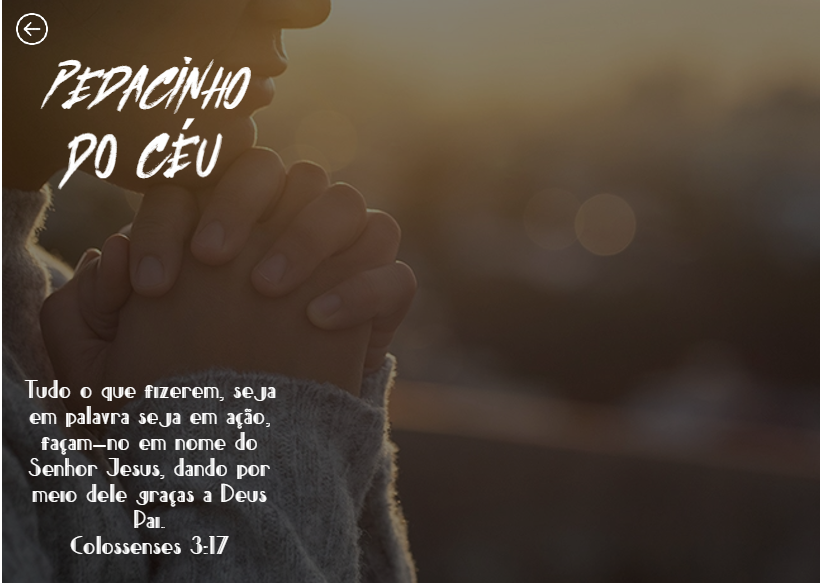 PEDACINHO
DO CÉU
Tudo o que fizerem, seja
em palavra seja em ação,
façam-no em nome do
Senhor Jesus, dando por
meio dele graças a Deus
Pai.
Colossenses 3:17